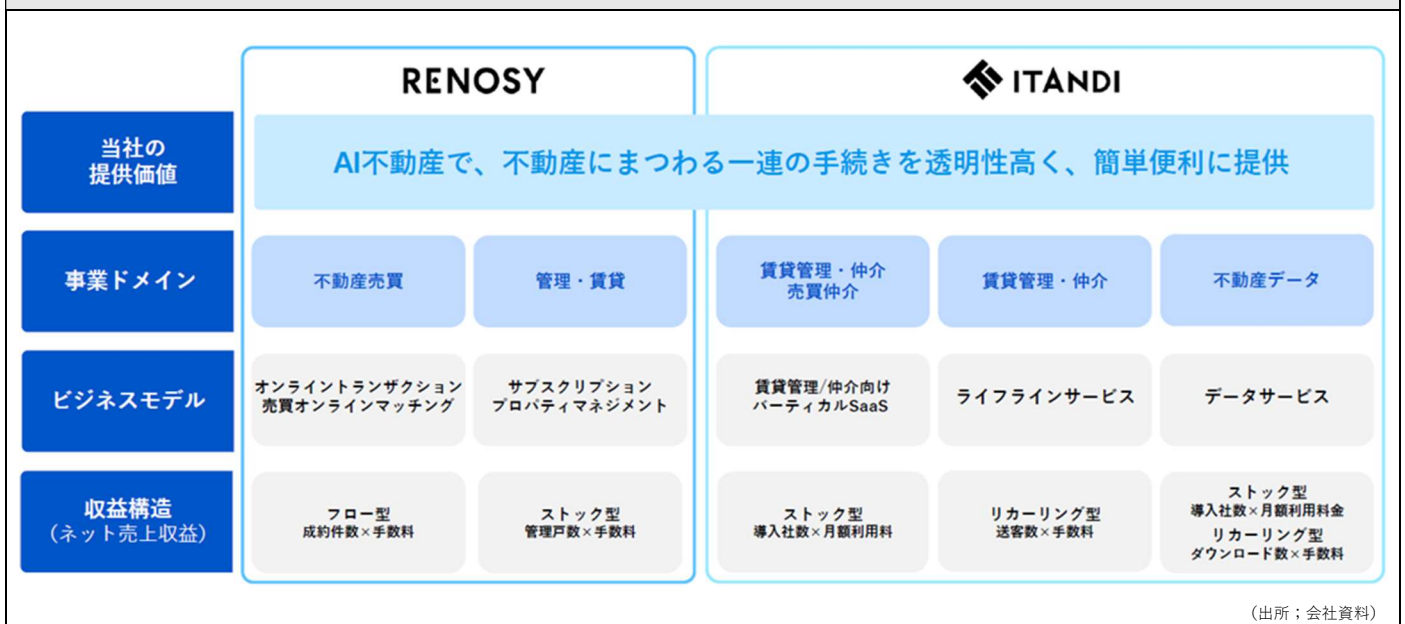 RENOSY
ITANDI
当社の
提供価値
AI不動産で、不動産にまつわる一連の手続きを透明性高く、簡単便利に提供
事業ドメイン
不動産売買
管理・賃貸
賃貸管理・仲介
売買仲介
賃貸管理・仲介
不動産データ
ビジネスモデル
オンライントランザクション
売買オンラインマッチング
サブスクリプション
プロパティマネジメント
賃貸管理/仲介向け
バーティカルSaaS
ライフラインサービス
データサービス
収益構造
(ネット売上収益)
フロー型
成約件数×手数料
ストック型
管理戸数×手数料
ストック型
導入社数×月額利用料
リカーリング型
送客数×手数料
ストック型
導入社数×月額利用料金
リカーリング型
ダウンロード数×手数料
（出所；会社資料）